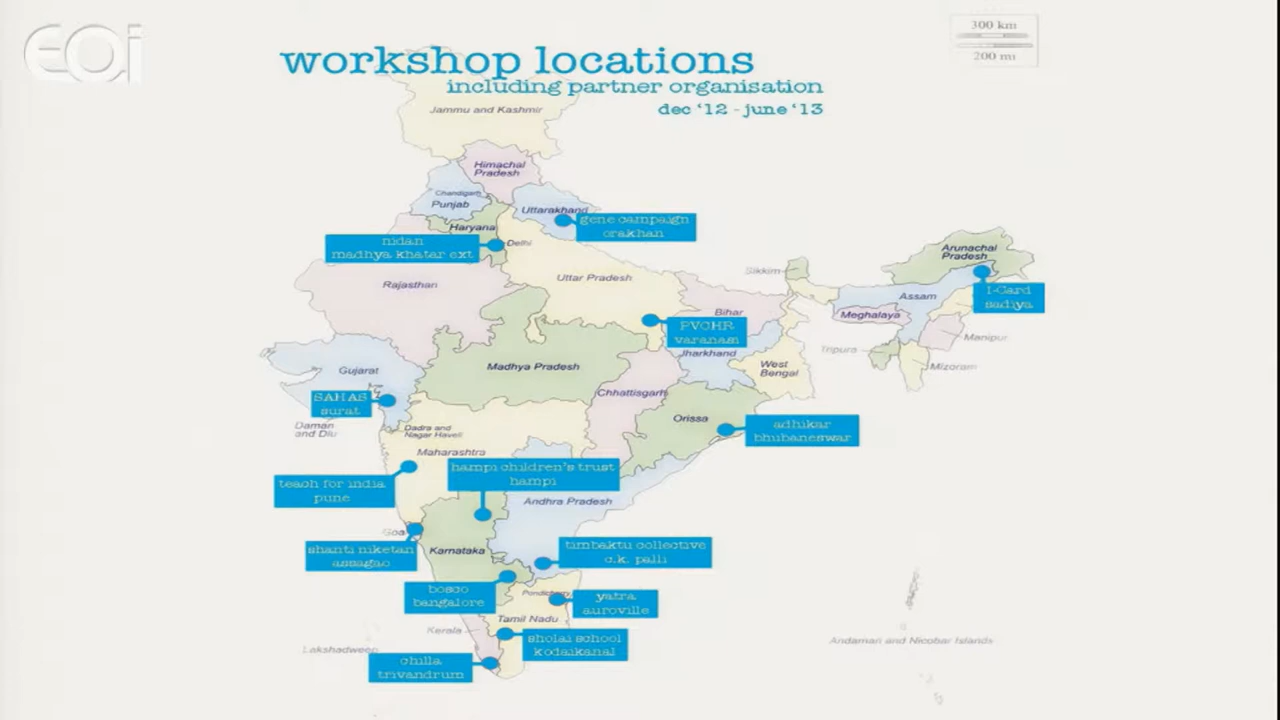 EQi
300 km
200 mi
workshop locations
including partner organisation
dec '12 - june '13
Jammu and Kashmir
Himachal
Pradesh
Chandigarh
Punjab
Uttarakhand
gene campaign
orakhan
Haryana
nidan
madhya khatar ext
Delhi
Arunachal
Pradesh
Sikkim
Uttar Pradesh
Rajasthan
Assam
I-Card
sadiya
Bihar
Meghalaya
PVCHR
varanasi
Manipur
Tripura
Jharkhand
Mizoram
Gujarat
Madhya Pradesh
West
Bengal
SAHAS
surat
Chhattisgarh
Orissa
adhikar
bhubaneswar
Daman
and Diu
Dadra and
Nagar Haveli
Maharashtra
hampi children's trust
hampi
teach for india
pune
Andhra Pradesh
Goa
shanti niketan
assagao
Karnataka
timbaktu collective
c.k. palli
bosco
bangalore
Pondicherry
yatra
auroville
Tamil Nadu
Kerala
sholai school
kodaikanal
Lakshadweep
Andaman and Nicobar Islands
chilla
trivandrum